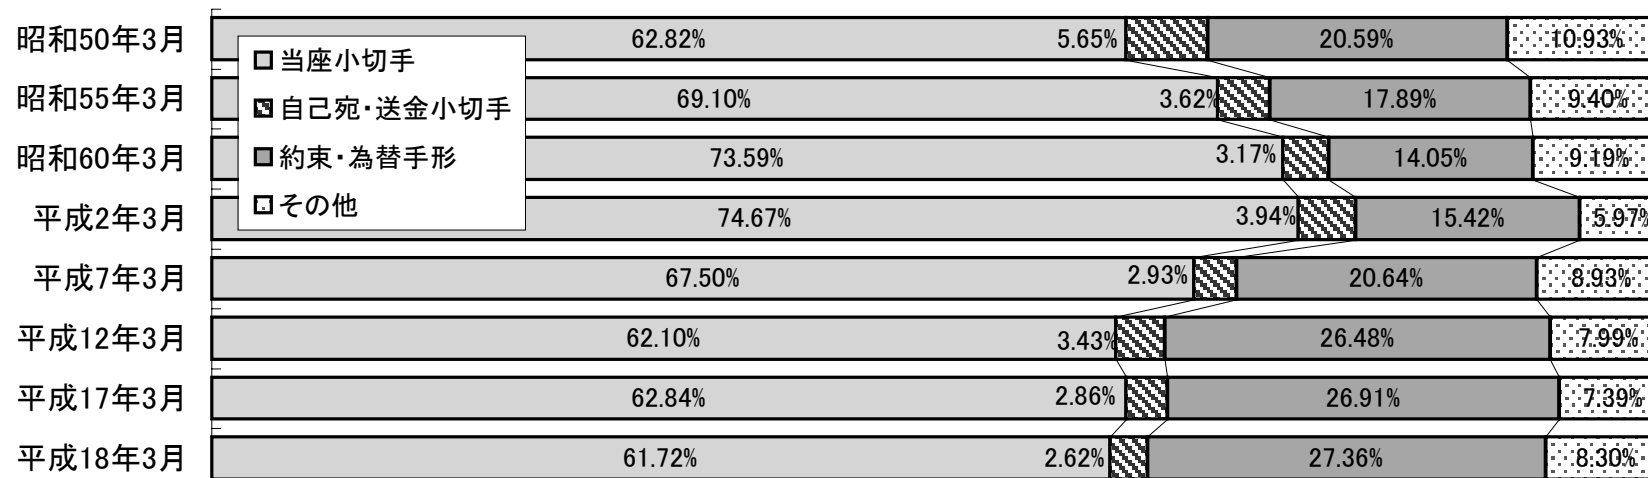 昭和50年3月 62.82% 5.65% 20.59% 10.93%
当座小切手
昭和55年3月 69.10% 3.62% 17.89% 9.40%
自己宛・送金小切手
昭和60年3月 73.59% 3.17% 14.05% 9.19%
約束・為替手形
その他
平成2年3月 74.67% 3.94% 15.42% 5.97%
平成7年3月 67.50% 2.93% 20.64% 8.93%
平成12年3月 62.10% 3.43% 26.48% 7.99%
平成17年3月 62.84% 2.86% 26.91% 7.39%
平成18年3月 61.72% 2.62% 27.36% 8.30%